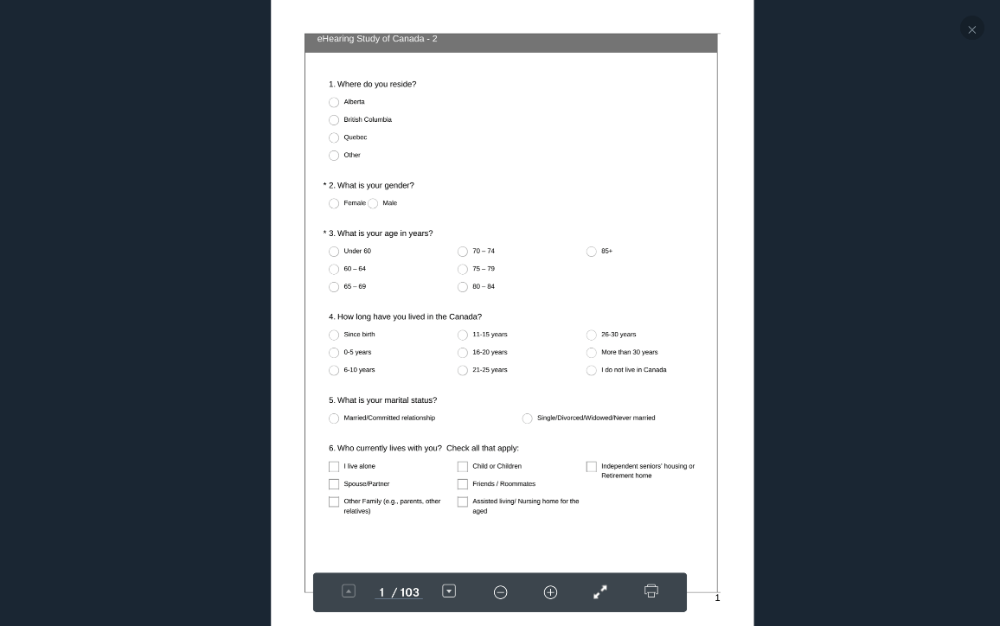 eHearing Study of Canada - 2
1. Where do you reside?
Alberta
British Columbia
Quebec
Other
* 2. What is your gender?
Female Male
* 3. What is your age in years?
Under 60 70 – 74 85+
60 – 64 75 – 79
65 – 69 80 – 84
4. How long have you lived in the Canada?
Since birth 11-15 years 26-30 years
0-5 years 16-20 years More than 30 years
6-10 years 21-25 years I do not live in Canada
5. What is your marital status?
Married/Committed relationship Single/Divorced/Widowed/Never married
6. Who currently lives with you?  Check all that apply:
I live alone Child or Children Independent seniors' housing or
Retirement home
Spouse/Partner Friends / Roommates
Other Family (e.g., parents, other Assisted living/ Nursing home for the
relatives) aged
1 / 103
1